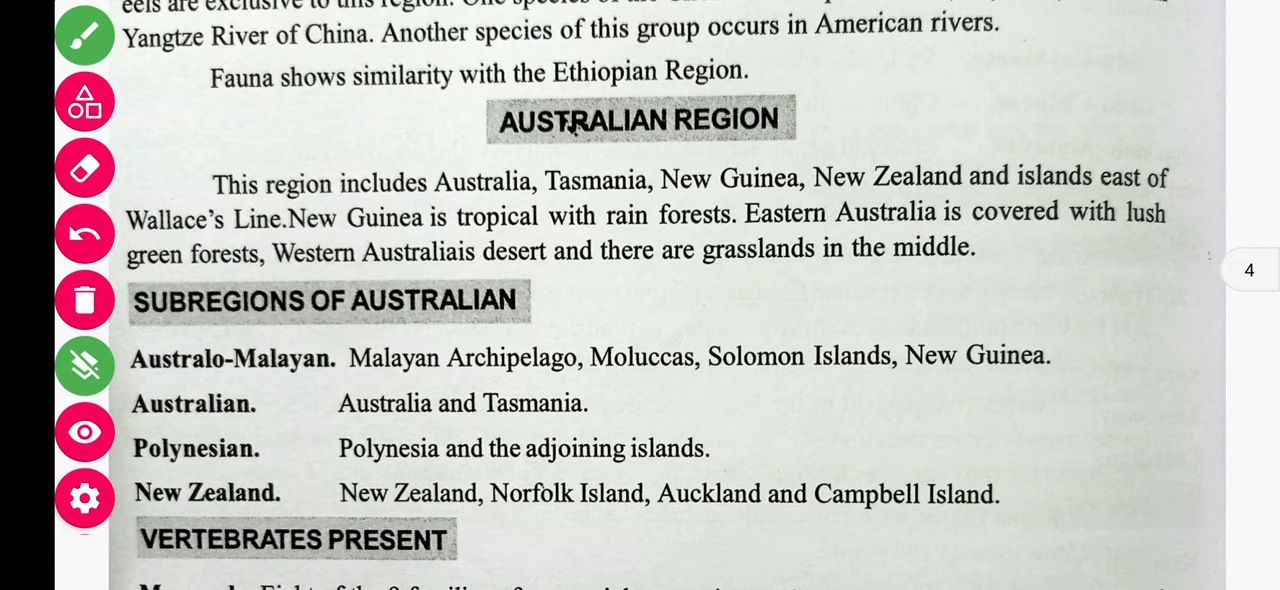 Yangtze River of China. Another species of this group occurs in American rivers.
Fauna shows similarity with the Ethiopian Region.
AUSTRALIAN REGION
This region includes Australia, Tasmania, New Guinea, New Zealand and islands east of
Wallace's Line.New Guinea is tropical with rain forests. Eastern Australia is covered with lush
green forests, Western Australiais desert and there are grasslands in the middle.
4
SUBREGIONS OF AUSTRALIAN
Australo-Malayan. Malayan Archipelago, Moluccas, Solomon Islands, New Guinea.
Australian. Australia and Tasmania.
Polynesian. Polynesia and the adjoining islands.
New Zealand. New Zealand, Norfolk Island, Auckland and Campbell Island.
VERTEBRATES PRESENT